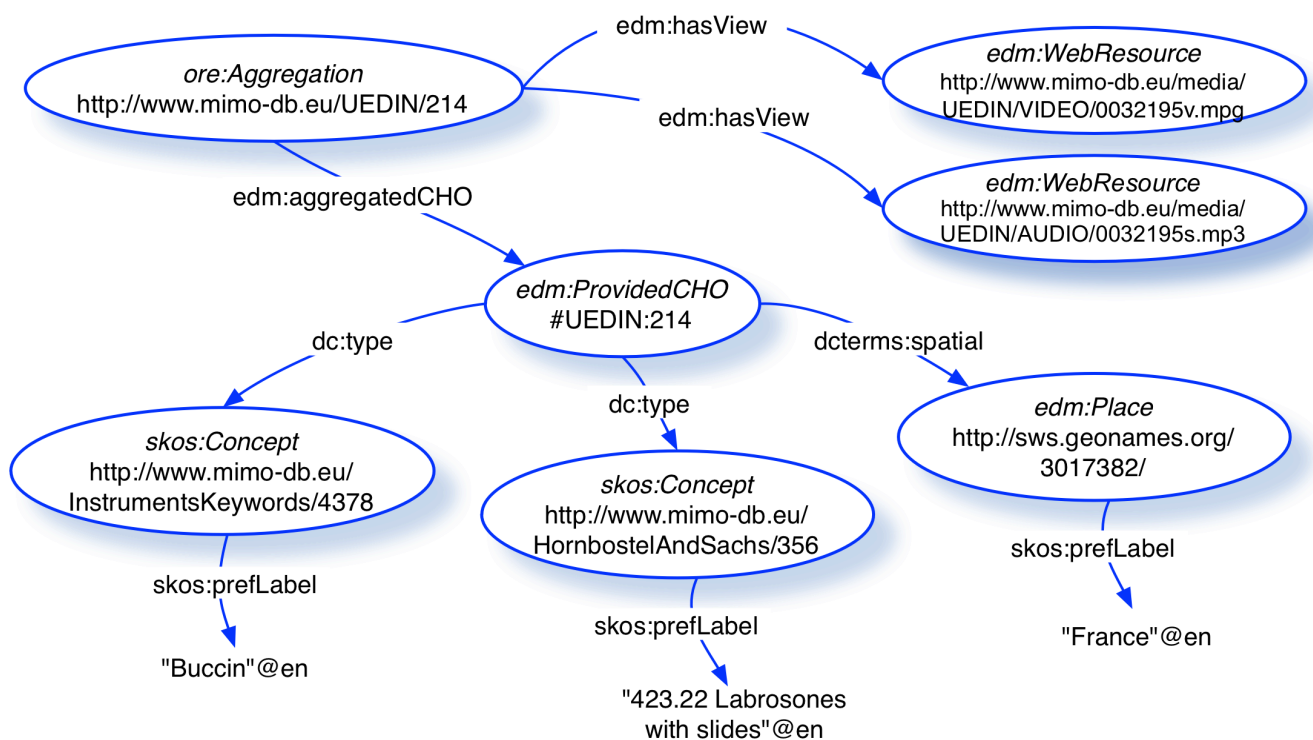 edm:hasView
ore:Aggregation
http://www.mimo-db.eu/UEDIN/214
edm:WebResource
http://www.mimo-db.eu/media/
UEDIN/VIDEO/0032195v.mpg
edm:hasView
edm:WebResource
http://www.mimo-db.eu/media/
UEDIN/AUDIO/0032195s.mp3
edm:aggregatedCHO
edm:ProvidedCHO
#UEDIN:214
dc:type
dc:type
dcterms:spatial
skos:Concept
http://www.mimo-db.eu/
InstrumentsKeywords/4378
skos:Concept
http://www.mimo-db.eu/
HornbostelAndSachs/356
edm:Place
http://sws.geonames.org/
3017382/
skos:prefLabel
skos:prefLabel
skos:prefLabel
"Buccin"@en
"423.22 Labrosones
with slides"@en
"France"@en